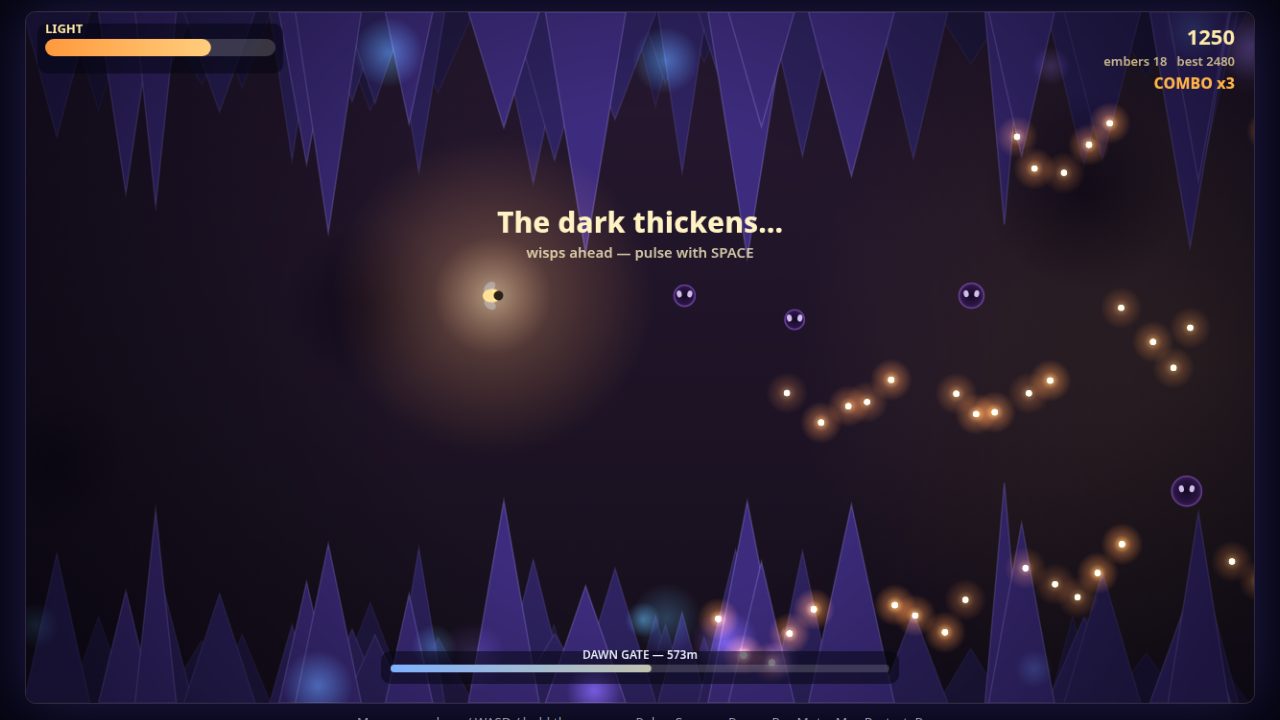 LIGHT
1250
embers 18 best 2480
COMBO x3
The dark thickens...
wisps ahead — pulse with SPACE
DAWN GATE — 573m